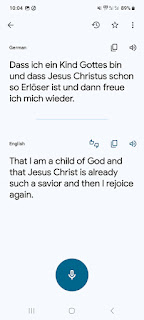 10:04
German
Dass ich ein Kind Gottes bin
und dass Jesus Christus schon
so Erlöser ist und dann freue
ich mich wieder.
English
That I am a child of God and
that Jesus Christ is already
such a savior and then I rejoice
again.